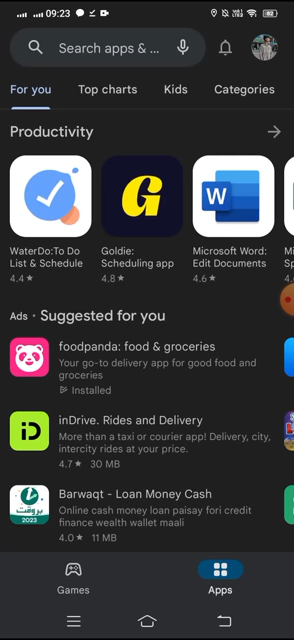 09:23
Search apps & ...
For you Top charts Kids Categories
Productivity
G
W
WaterDo:To Do
List & Schedule
4.4★
Goldie:
Scheduling app
4.8★
Microsoft Word:
Edit Documents
4.6★
Ads • Suggested for you
foodpanda: food & groceries
Your go-to delivery app for good food and
groceries
Installed
iD
inDrive. Rides and Delivery
More than a taxi or courier app! Delivery, city,
intercity rides at your price.
4.7★ 30 MB
بروقت
2023
Barwaqt - Loan Money Cash
Online cash money loan paisay fori credit
finance wealth wallet maali
4.0★ 11 MB
Games Apps